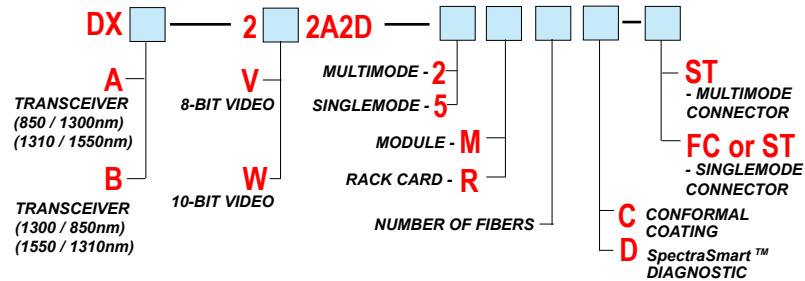 DX — 2 2A2D — –
A
TRANSCEIVER
(850 / 1300nm)
(1310 / 1550nm)
B
TRANSCEIVER
(1300 / 850nm)
(1550 / 1310nm)
V
8-BIT VIDEO
W
10-BIT VIDEO
MULTIMODE - 2
SINGLEMODE - 5
MODULE - M
RACK CARD - R
NUMBER OF FIBERS
C CONFORMAL
COATING
D SpectraSmart ™
DIAGNOSTIC
ST
- MULTIMODE
CONNECTOR
FC or ST
- SINGLEMODE
CONNECTOR